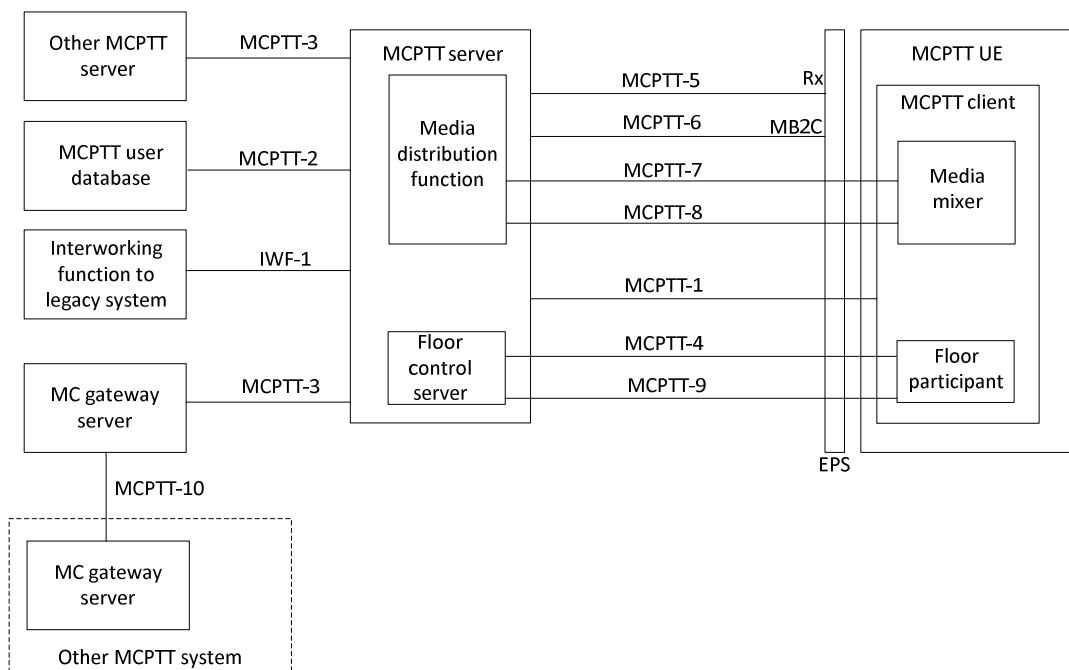 Other MCPTT
server
MCPTT-3
MCPTT server
MCPTT UE
MCPTT-5
Rx
MCPTT client
MCPTT-6
MB2C
Media
distribution
function
MCPTT user
database
MCPTT-2
MCPTT-7
Media
mixer
MCPTT-8
Interworking
function to
legacy system
IWF-1
MCPTT-1
Floor
control
server
MCPTT-4
Floor
participant
MCPTT-9
MC gateway
server
MCPTT-3
EPS
MCPTT-10
MC gateway
server
Other MCPTT system